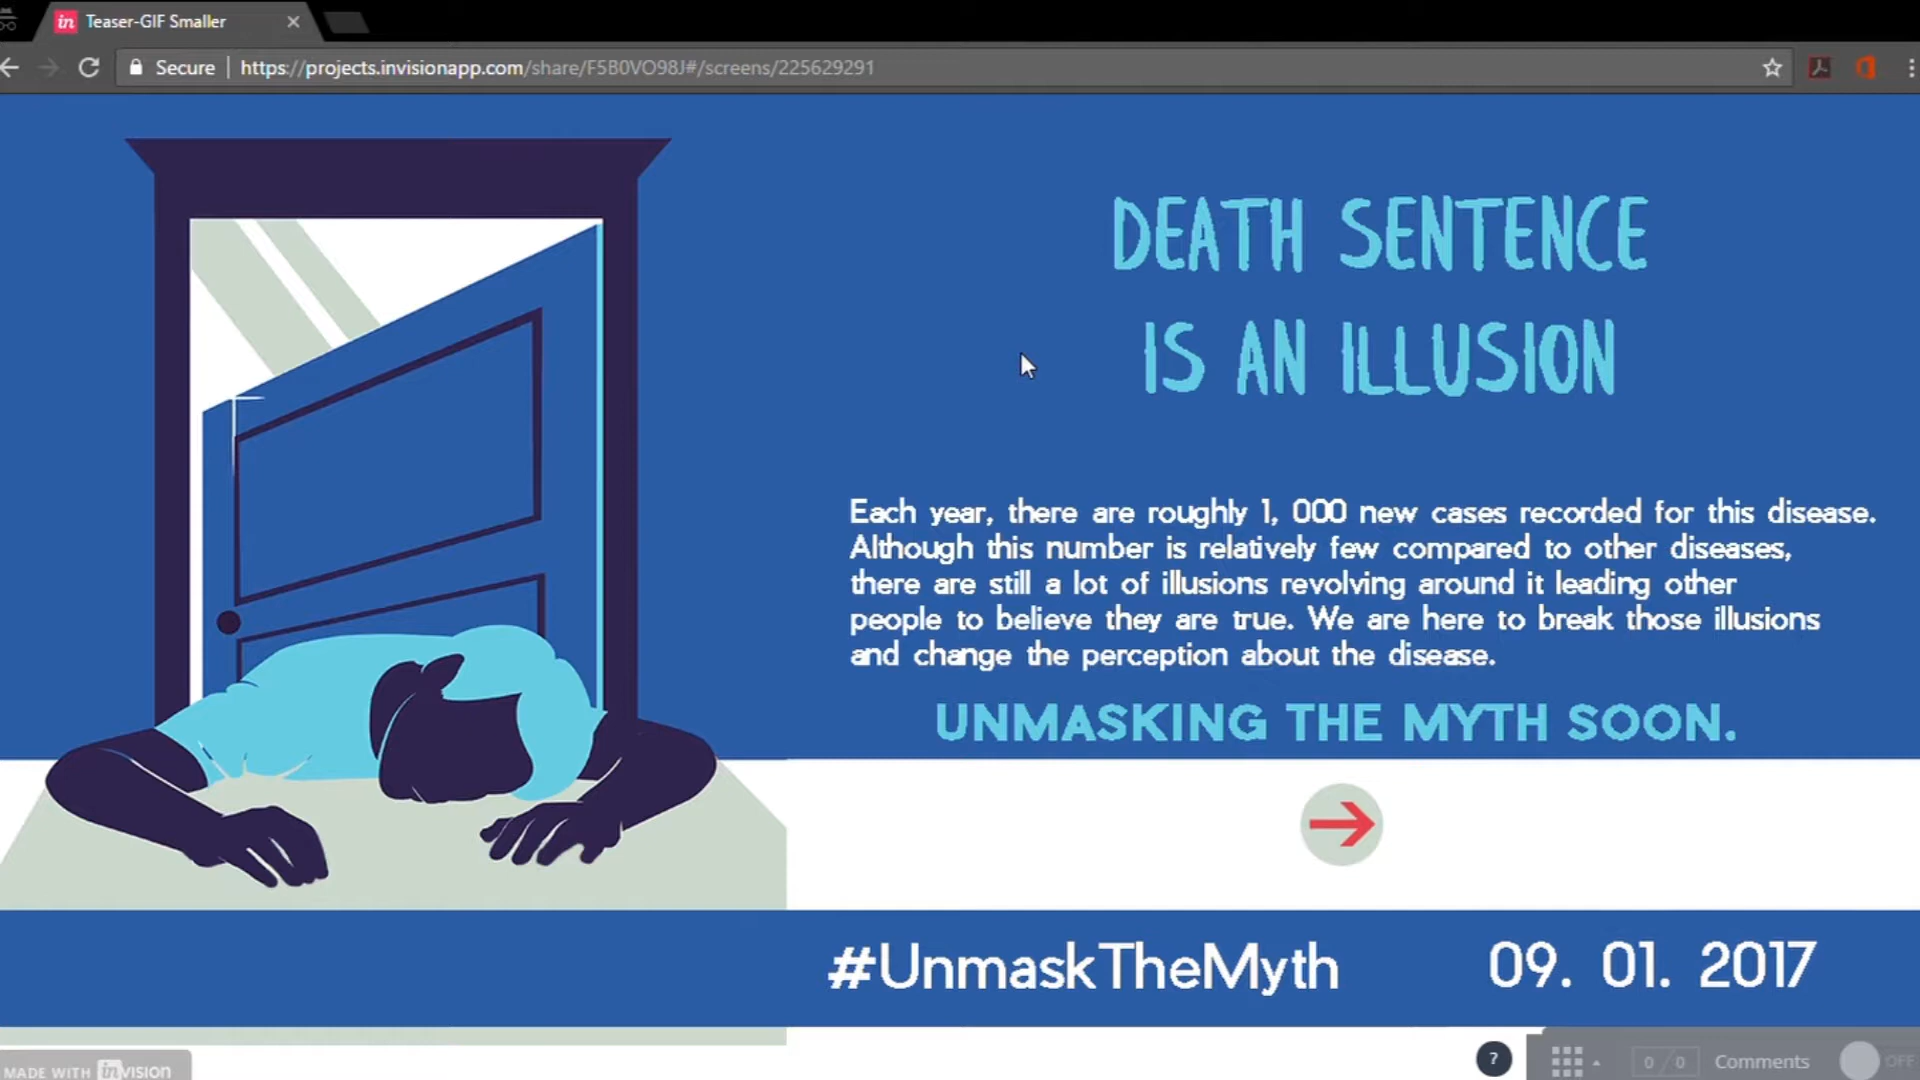 in Teaser-GIF Smaller
Secure https://projects.invisionapp.com/share/F5B0VO98J#/screens/225629291
DEATH SENTENCE
IS AN ILLUSION
Each year, there are roughly 1, 000 new cases recorded for this disease.
Although this number is relatively few compared to other diseases,
there are still a lot of illusions revolving around it leading other
people to believe they are true. We are here to break those illusions
and change the perception about the disease.
UNMASKING THE MYTH SOON.
#UnmaskTheMyth 09. 01. 2017
MADE WITH invision
? 0/0 Comments OFF